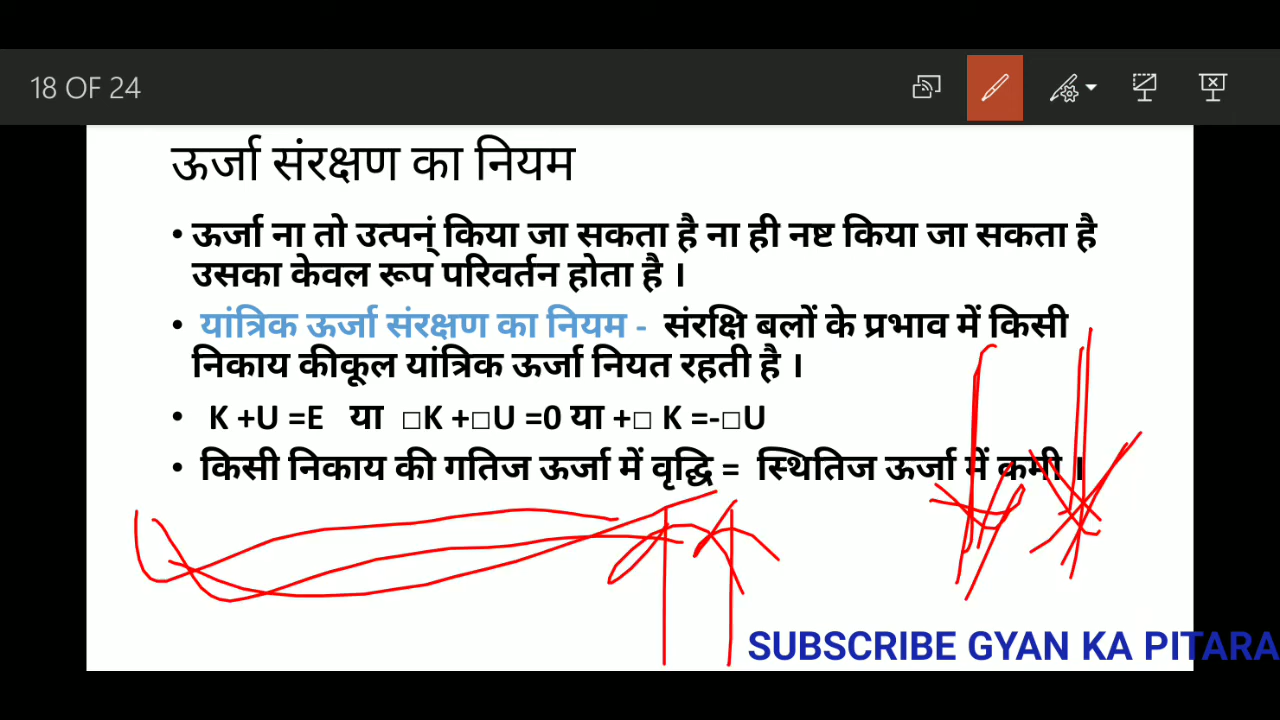 18 OF 24
ऊर्जा संरक्षण का नियम
• ऊर्जा ना तो उत्पन्ं किया जा सकता है ना ही नष्ट किया जा सकता है
उसका केवल रूप परिवर्तन होता है ।
• यांत्रिक ऊर्जा संरक्षण का नियम - संरक्षि बलों के प्रभाव में किसी
निकाय कीकूल यांत्रिक ऊर्जा नियत रहती है ।
• K +U =E या □K +□U =0 या +□ K =-□U
• किसी निकाय की गतिज ऊर्जा में वृद्धि = स्थितिज ऊर्जा में कमी ।
SUBSCRIBE GYAN KA PITARA